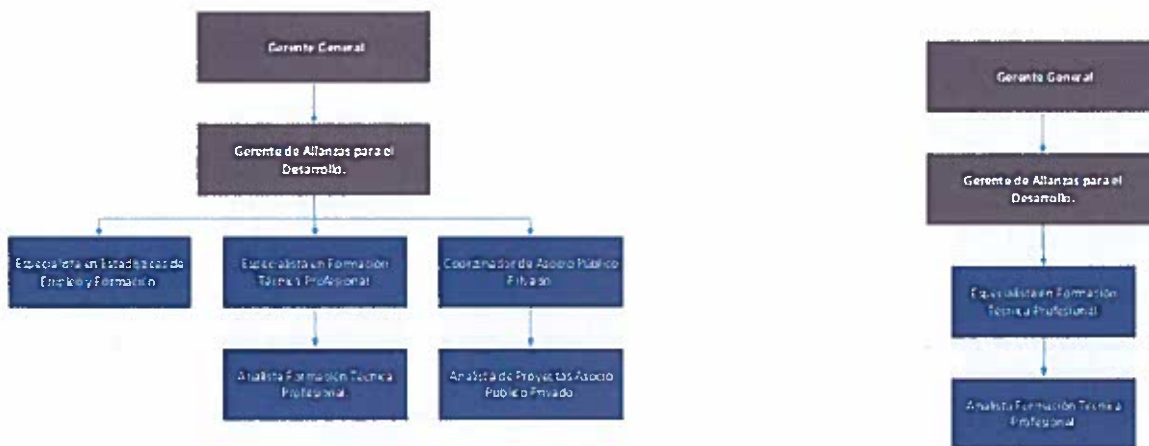 Gerente General
Gerente de Alianzas para el
Desarrollo.
Especialista en Estadísticas de
Empleo y Formación
Especialista en Formación
Técnica Profesional
Coordinador de Asocio Público
Privado
Analista Formación Técnica
Profesional
Analista de Proyectos Asocio
Público Privado
Gerente General
Gerente de Alianzas para el
Desarrollo.
Especialista en Formación
Técnica Profesional
Analista Formación Técnica
Profesional